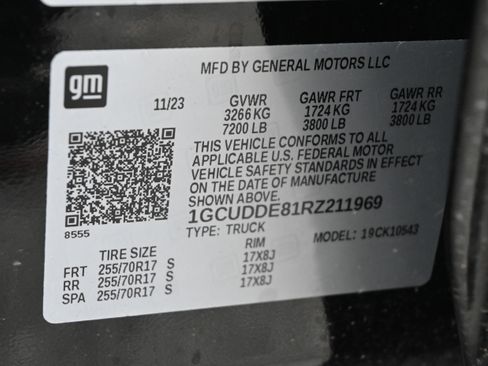 gm
MFD BY GENERAL MOTORS LLC
11/23 GVWR GAWR FRT GAWR RR
3266 KG 1724 KG 1724 KG
7200 LB 3800 LB 3800 LB
THIS VEHICLE CONFORMS TO ALL
APPLICABLE U.S. FEDERAL MOTOR
VEHICLE SAFETY STANDARDS IN EFFECT
ON THE DATE OF MANUFACTURE
SHOWN ABOVE.
1GCUDDE81RZ211969
8555
TYPE: TRUCK MODEL: 19CK10543
TIRE SIZE RIM
FRT 255/70R17 S 17X8J
RR 255/70R17 S 17X8J
SPA 255/70R17 S 17X8J